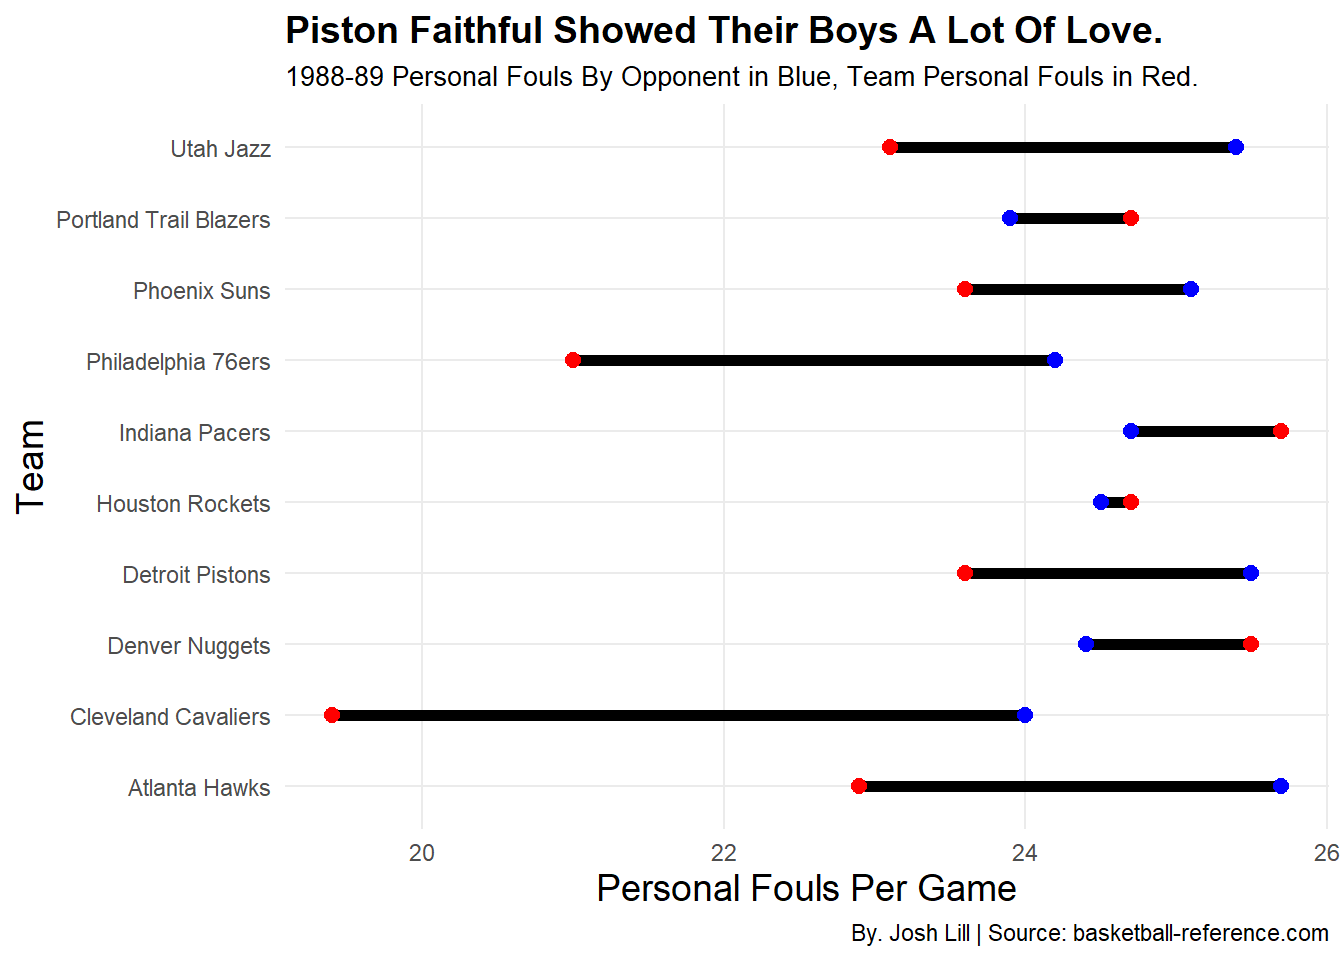 Piston Faithful Showed Their Boys A Lot Of Love.
1988-89 Personal Fouls By Opponent in Blue, Team Personal Fouls in Red.
Team
Utah Jazz
Portland Trail Blazers
Phoenix Suns
Philadelphia 76ers
Indiana Pacers
Houston Rockets
Detroit Pistons
Denver Nuggets
Cleveland Cavaliers
Atlanta Hawks
20 22 24 26
Personal Fouls Per Game
By. Josh Lill | Source: basketball-reference.com